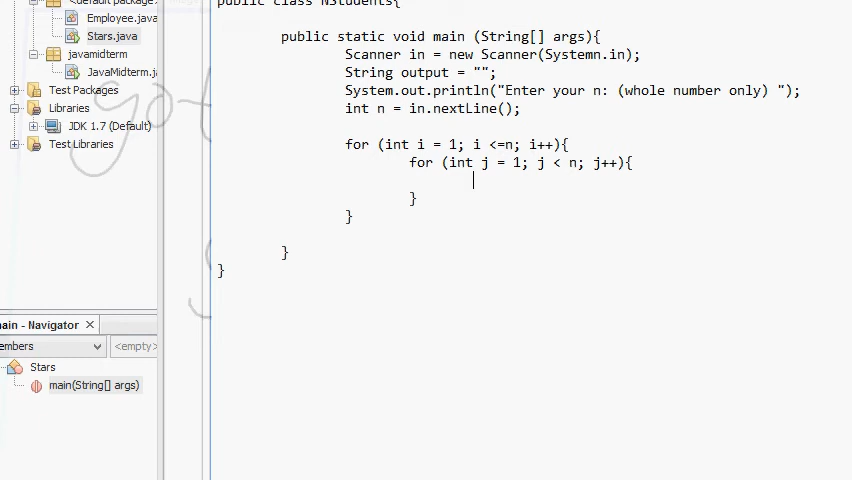 public class NStudents{
<default package>
Employee.java
public static void main (String[] args){
Stars.java
Scanner in = new Scanner(Systemn.in);
javamidterm
String output = "";
JavaMidterm.j
System.out.println("Enter your n: (whole number only) ");
Test Packages
int n = in.nextLine();
Libraries
JDK 1.7 (Default)
for (int i = 1; i <=n; i++){
Test Libraries
for (int j = 1; j < n; j++){
}
}
}
}
main - Navigator
embers
<empty>
Stars
main(String[] args)